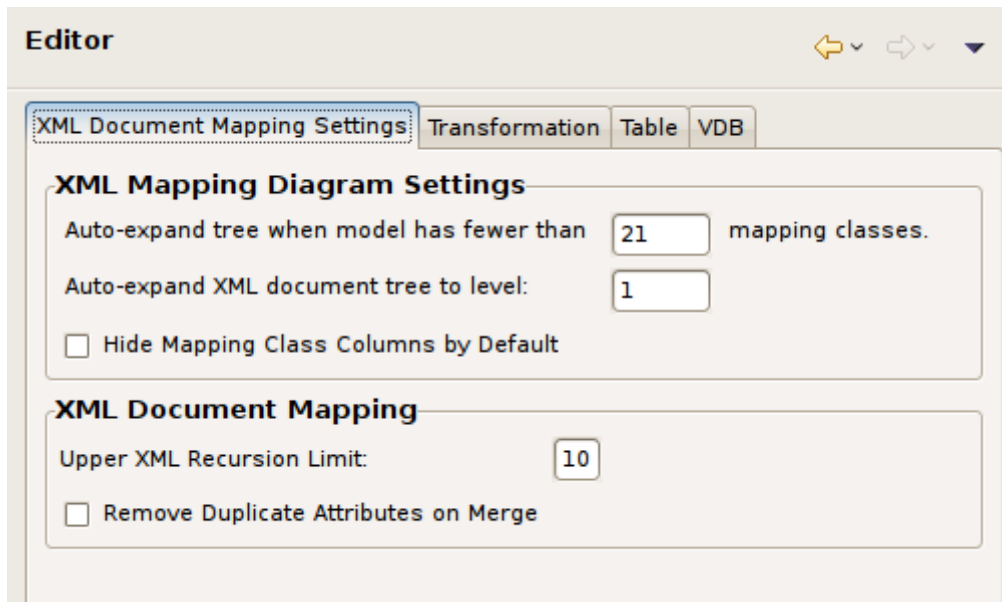 Editor
XML Document Mapping Settings Transformation Table VDB
XML Mapping Diagram Settings
Auto-expand tree when model has fewer than 21 mapping classes.
Auto-expand XML document tree to level: 1
Hide Mapping Class Columns by Default
XML Document Mapping
Upper XML Recursion Limit: 10
Remove Duplicate Attributes on Merge